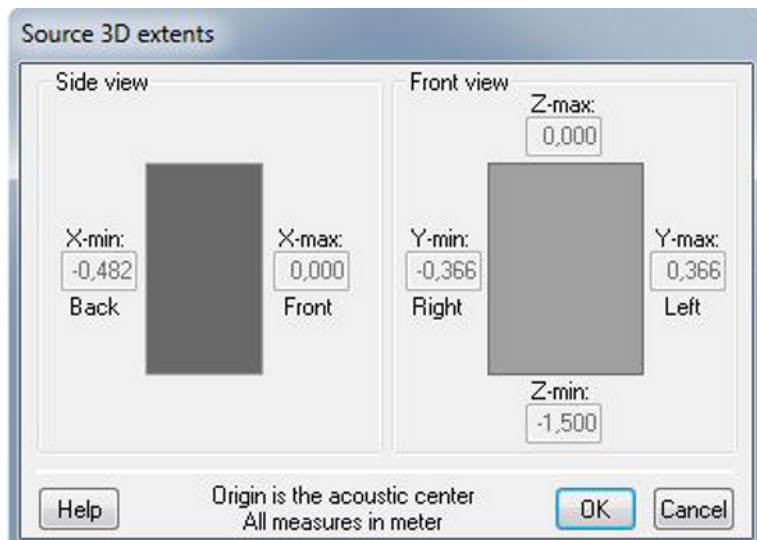 Source 3D extents
Side view
X-min:
-0,482
Back
X-max:
0,000
Front
Front view
Z-max:
0,000
Y-min:
-0,366
Right
Y-max:
0,366
Left
Z-min:
-1,500
Help
Origin is the acoustic center
All measures in meter
OK
Cancel